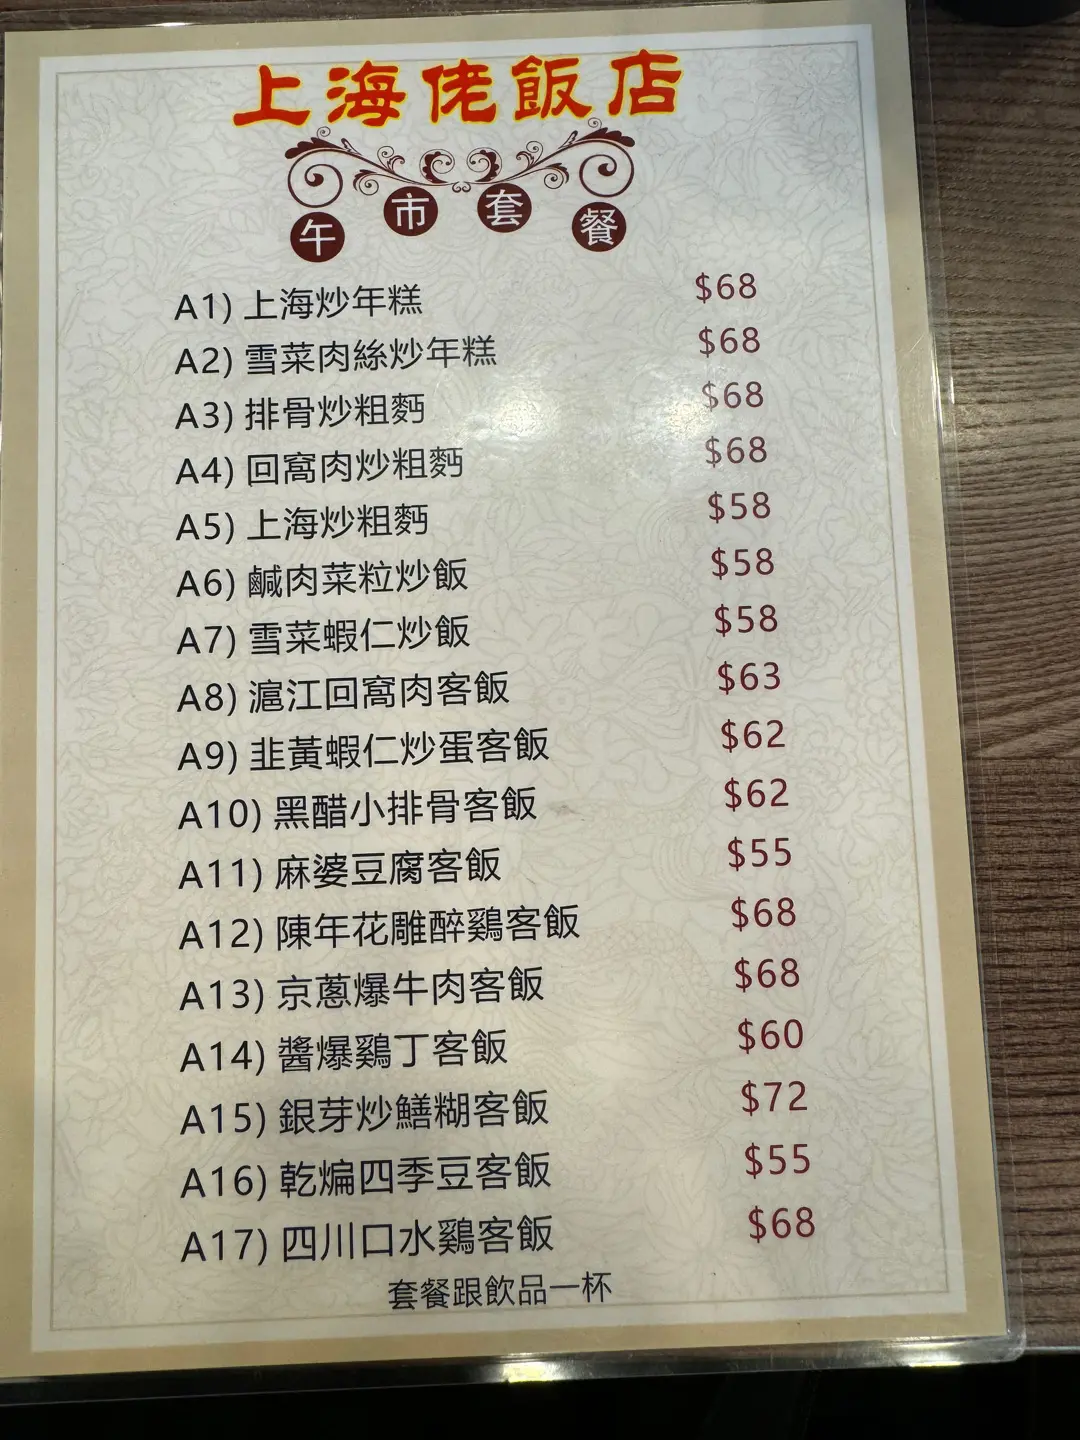 上海佬飯店
午市套餐
A1) 上海炒年糕 $68
A2) 雪菜肉絲炒年糕 $68
A3) 排骨炒粗麪 $68
A4) 回窩肉炒粗麪 $68
A5) 上海炒粗麪 $58
A6) 鹹肉菜粒炒飯 $58
A7) 雪菜蝦仁炒飯 $58
A8) 滬江回窩肉客飯 $63
A9) 韭黃蝦仁炒蛋客飯 $62
A10) 黑醋小排骨客飯 $62
A11) 麻婆豆腐客飯 $55
A12) 陳年花雕醉鷄客飯 $68
A13) 京蔥爆牛肉客飯 $68
A14) 醬爆鷄丁客飯 $60
A15) 銀芽炒鱔糊客飯 $72
A16) 乾煸四季豆客飯 $55
A17) 四川口水鷄客飯 $68
套餐跟飲品一杯